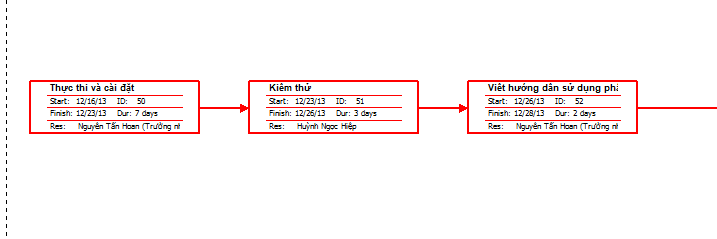 Thực thi và cài đặt
Start: 12/16/13 ID: 50
Finish: 12/23/13 Dur: 7 days
Res: Nguyễn Tấn Hoan (Trưởng nh
Kiểm thử
Start: 12/23/13 ID: 51
Finish: 12/26/13 Dur: 3 days
Res: Huỳnh Ngọc Hiệp
Viết hướng dẫn sử dụng phầ
Start: 12/26/13 ID: 52
Finish: 12/28/13 Dur: 2 days
Res: Nguyễn Tấn Hoan (Trưởng nh